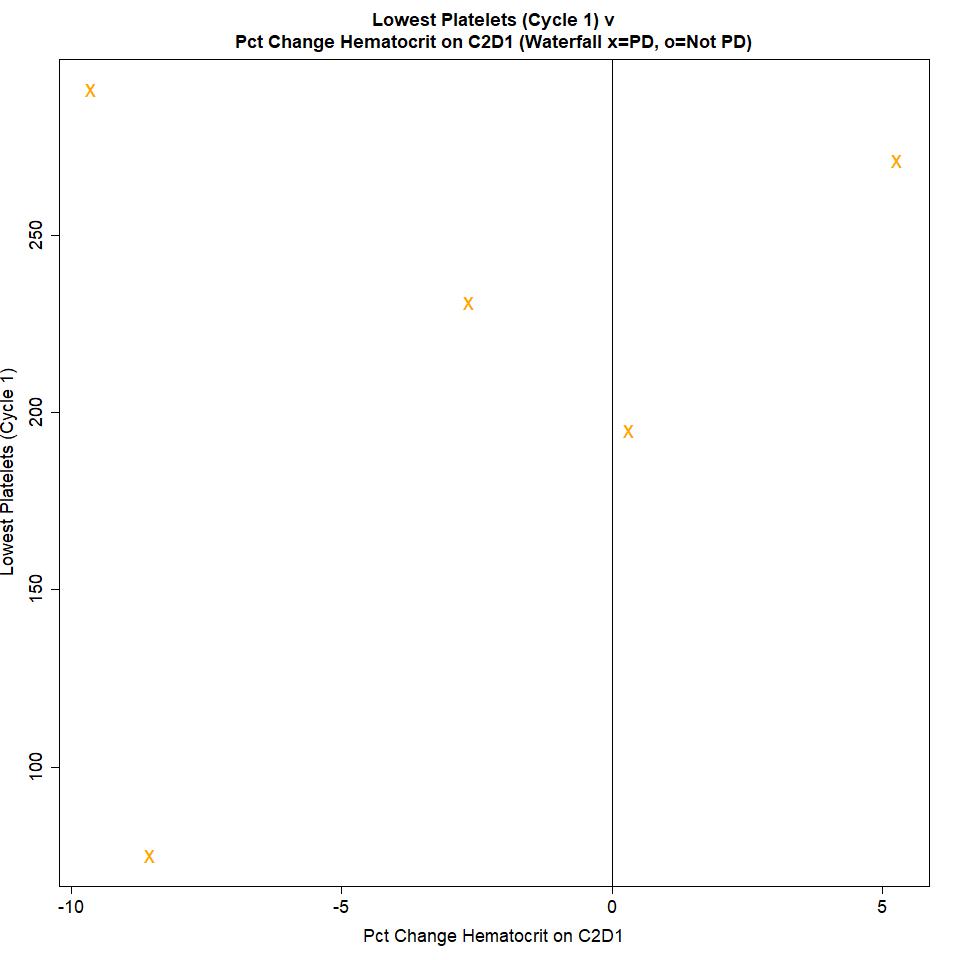 Lowest Platelets (Cycle 1) v
Pct Change Hematocrit on C2D1 (Waterfall x=PD, o=Not PD)
Lowest Platelets (Cycle 1)
250
200
150
100
X
X
X
X
X
-10
-5
0
5
Pct Change Hematocrit on C2D1